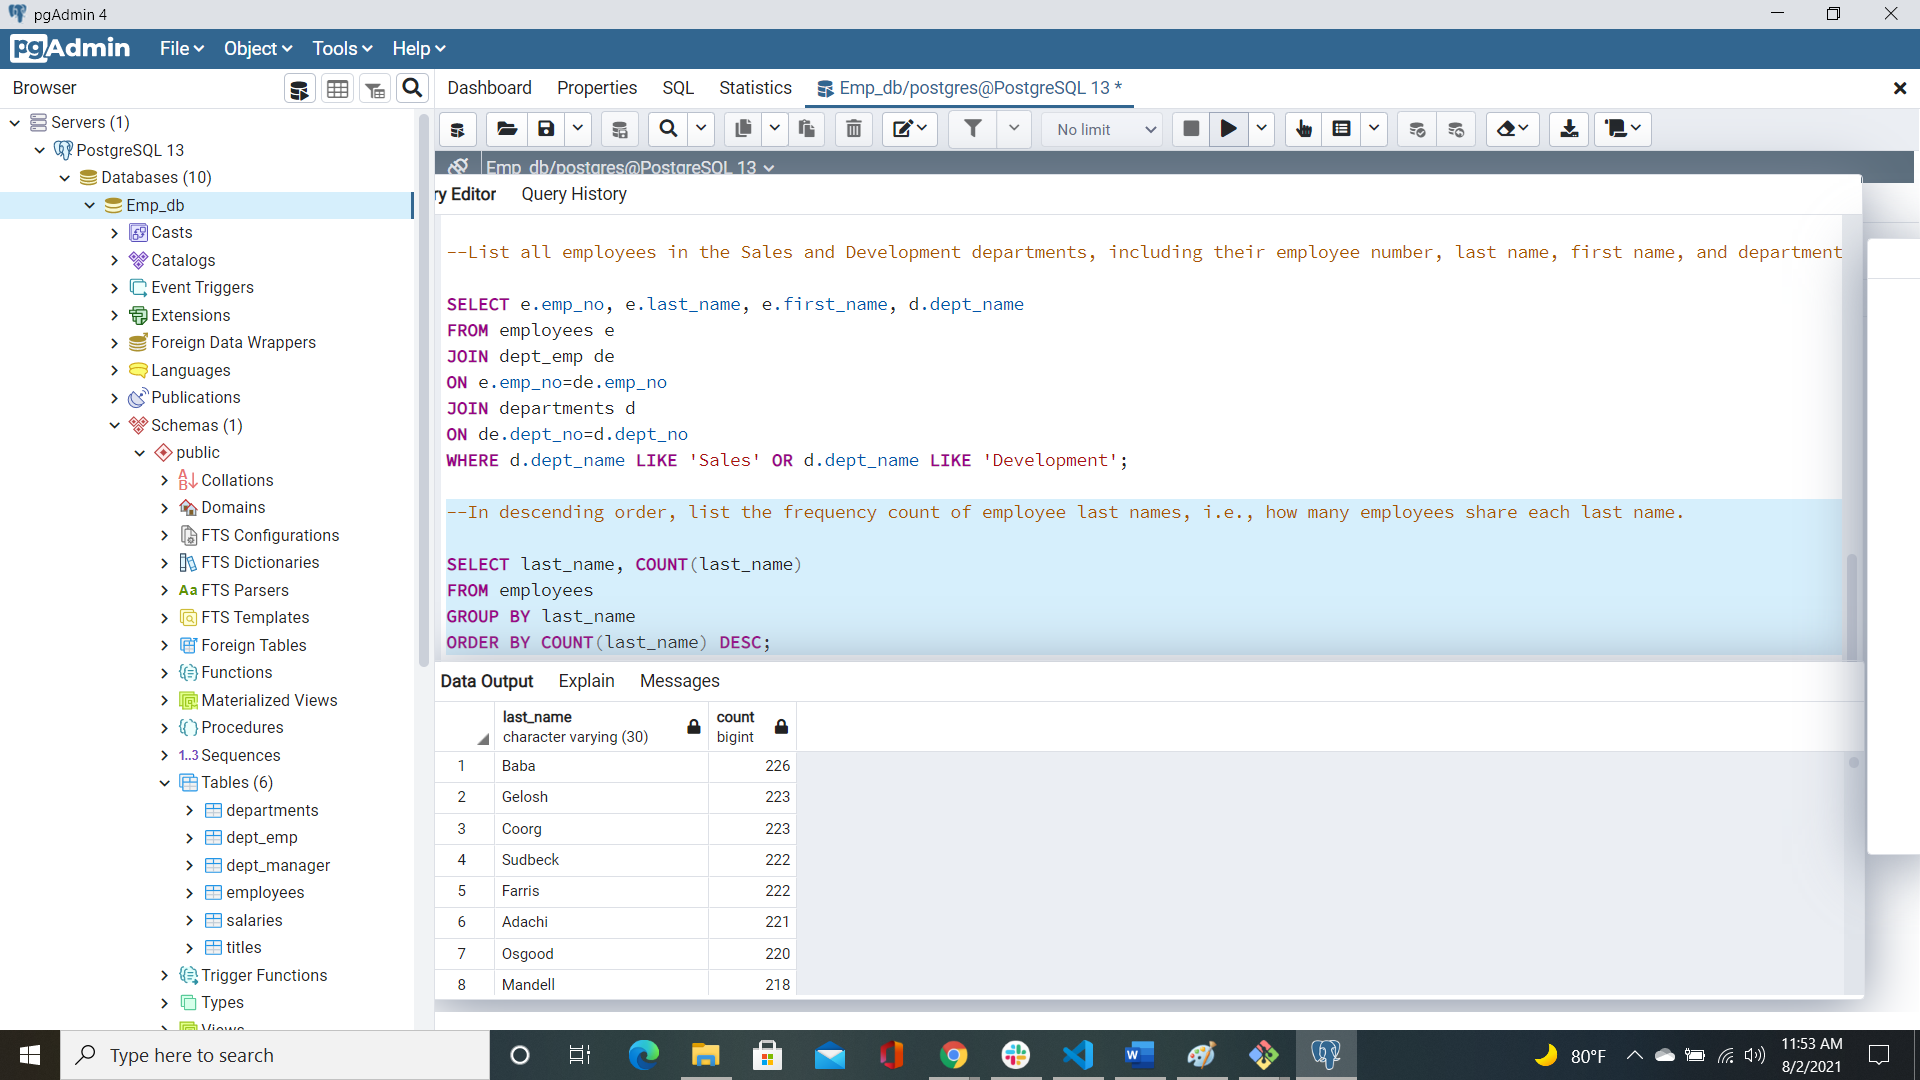 pgAdmin 4
pgAdmin File Object Tools Help
Browser
Dashboard Properties SQL Statistics Emp_db/postgres@PostgreSQL 13 *
No limit
Emp_db/postgres@PostgreSQL 13
ry Editor Query History
Servers (1)
PostgreSQL 13
Databases (10)
Emp_db
Casts
Catalogs
Event Triggers
Extensions
Foreign Data Wrappers
Languages
Publications
Schemas (1)
public
Collations
Domains
FTS Configurations
FTS Dictionaries
Aa FTS Parsers
FTS Templates
Foreign Tables
Functions
Materialized Views
Procedures
1..3 Sequences
Tables (6)
departments
dept_emp
dept_manager
employees
salaries
titles
Trigger Functions
Types
Views
--List all employees in the Sales and Development departments, including their employee number, last name, first name, and department
SELECT e.emp_no, e.last_name, e.first_name, d.dept_name
FROM employees e
JOIN dept_emp de
ON e.emp_no=de.emp_no
JOIN departments d
ON de.dept_no=d.dept_no
WHERE d.dept_name LIKE 'Sales' OR d.dept_name LIKE 'Development';
--In descending order, list the frequency count of employee last names, i.e., how many employees share each last name.
SELECT last_name, COUNT(last_name)
FROM employees
GROUP BY last_name
ORDER BY COUNT(last_name) DESC;
Data Output Explain Messages
last_name count
character varying (30) bigint
1 Baba 226
2 Gelosh 223
3 Coorg 223
4 Sudbeck 222
5 Farris 222
6 Adachi 221
7 Osgood 220
8 Mandell 218
Type here to search
80°F
11:53 AM
8/2/2021